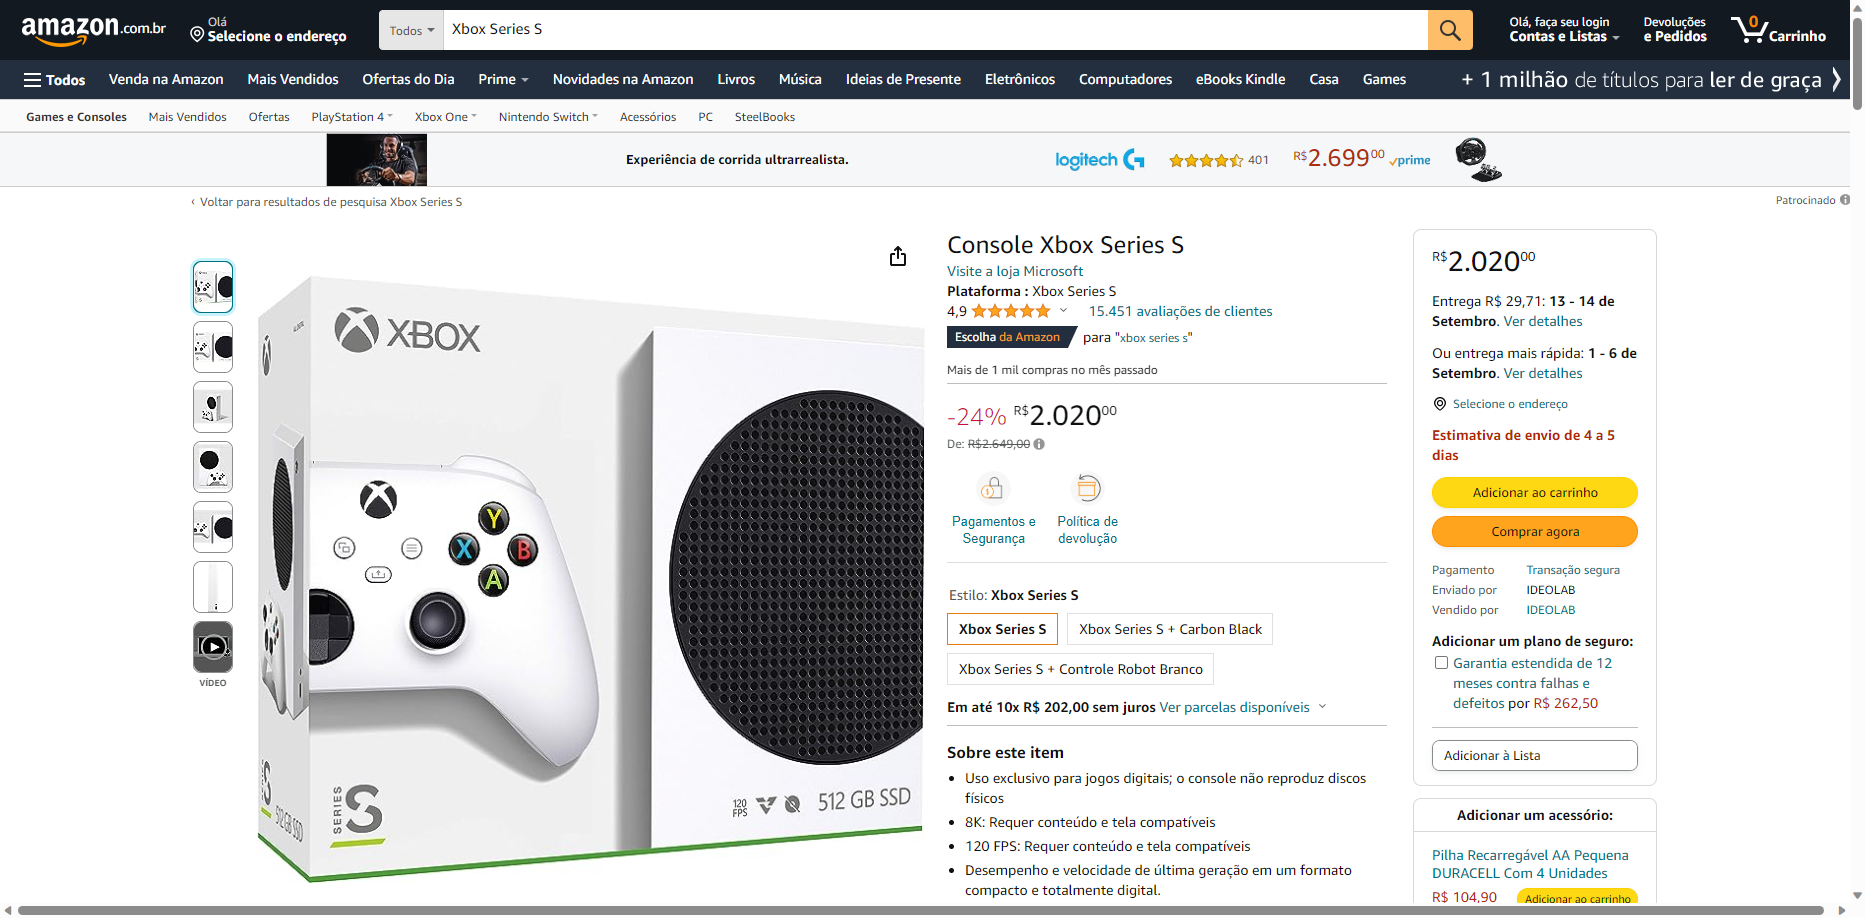 amazon.com.br
Olá
Selecione o endereço
Todos
Xbox Series S
Olá, faça seu login
Contas e Listas
Devoluções
e Pedidos
0
Carrinho
Todos
Venda na Amazon
Mais Vendidos
Ofertas do Dia
Prime
Novidades na Amazon
Livros
Música
Ideias de Presente
Eletrônicos
Computadores
eBooks Kindle
Casa
Games
+ 1 milhão de títulos para ler de graça
Games e Consoles
Mais Vendidos
Ofertas
PlayStation 4
Xbox One
Nintendo Switch
Acessórios
PC
SteelBooks
Experiência de corrida ultrarrealista.
logitech G
401
R$2.69900
prime
‹ Voltar para resultados de pesquisa Xbox Series S
Patrocinado
VÍDEO
XBOX
Y
X
B
A
SERIES
S
120
FPS
512 GB SSD
S
512 GB SSD
Console Xbox Series S
Visite a loja Microsoft
Plataforma : Xbox Series S
4,9
15.451 avaliações de clientes
Escolha da Amazon
para "xbox series s"
Mais de 1 mil compras no mês passado
-24% R$2.02000
De: R$2.649,00
Pagamentos e
Segurança
Política de
devolução
Estilo: Xbox Series S
Xbox Series S
Xbox Series S + Carbon Black
Xbox Series S + Controle Robot Branco
Em até 10x R$ 202,00 sem juros Ver parcelas disponíveis
Sobre este item
• Uso exclusivo para jogos digitais; o console não reproduz discos
físicos
• 8K: Requer conteúdo e tela compatíveis
• 120 FPS: Requer conteúdo e tela compatíveis
• Desempenho e velocidade de última geração em um formato
compacto e totalmente digital.
R$2.02000
Entrega R$ 29,71: 13 - 14 de
Setembro. Ver detalhes
Ou entrega mais rápida: 1 - 6 de
Setembro. Ver detalhes
Selecione o endereço
Estimativa de envio de 4 a 5
dias
Adicionar ao carrinho
Comprar agora
Pagamento Transação segura
Enviado por IDEOLAB
Vendido por IDEOLAB
Adicionar um plano de seguro:
Garantia estendida de 12
meses contra falhas e
defeitos por R$ 262,50
Adicionar à Lista
Adicionar um acessório:
Pilha Recarregável AA Pequena
DURACELL Com 4 Unidades
R$ 104,90
Adicionar ao carrinho